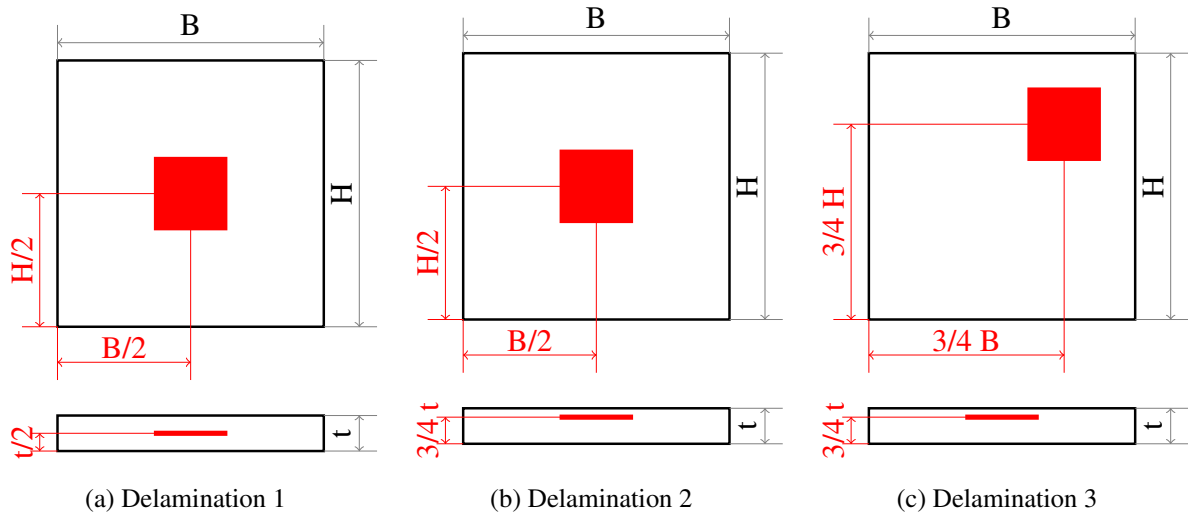 B
H
H/2
B/2
t/2
t
(a) Delamination 1
B
H
H/2
B/2
3/4 t
t
(b) Delamination 2
B
H
3/4 H
3/4 B
3/4 t
t
(c) Delamination 3